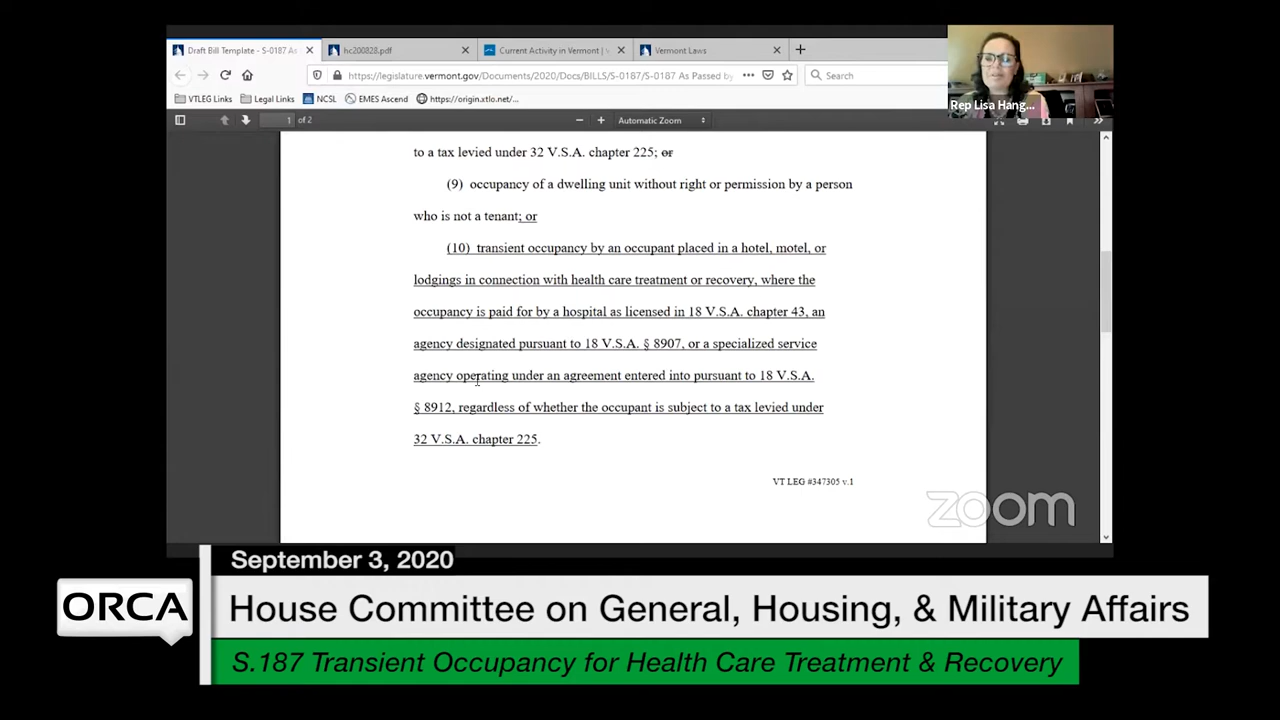 Draft Bill Template - S-0187 As
hc200828.pdf
Current Activity in Vermont | v
Vermont Laws
https://legislature.vermont.gov/Documents/2020/Docs/BILLS/S-0187/S-0187 As Passed by
Search
VTLEG Links
Legal Links
NCSL
EMES Ascend
https://origin.xtlo.net/...
Rep Lisa Hang...
1 of 2
Automatic Zoom
to a tax levied under 32 V.S.A. chapter 225; or
(9) occupancy of a dwelling unit without right or permission by a person
who is not a tenant; or
(10) transient occupancy by an occupant placed in a hotel, motel, or
lodgings in connection with health care treatment or recovery, where the
occupancy is paid for by a hospital as licensed in 18 V.S.A. chapter 43, an
agency designated pursuant to 18 V.S.A. § 8907, or a specialized service
agency operating under an agreement entered into pursuant to 18 V.S.A.
§ 8912, regardless of whether the occupant is subject to a tax levied under
32 V.S.A. chapter 225.
VT LEG #347305 v.1
zoom
September 3, 2020
ORCA
House Committee on General, Housing, & Military Affairs
S.187 Transient Occupancy for Health Care Treatment & Recovery